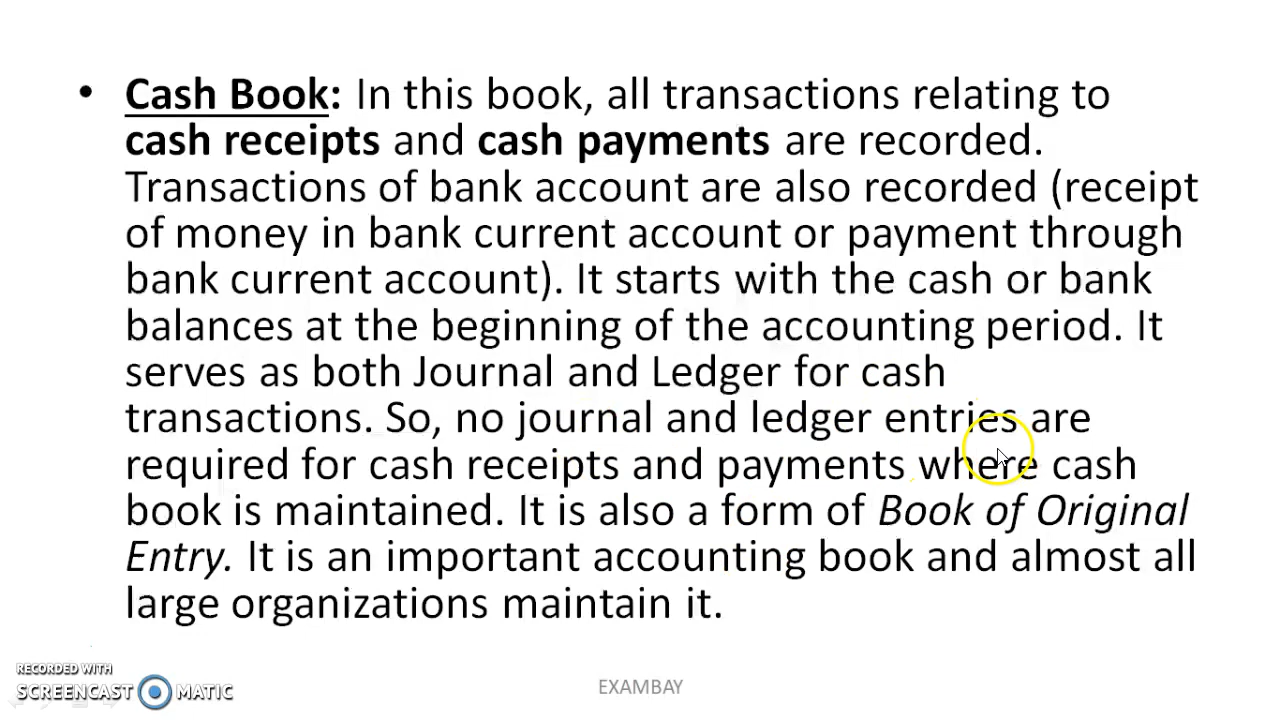 • Cash Book: In this book, all transactions relating to
cash receipts and cash payments are recorded.
Transactions of bank account are also recorded (receipt
of money in bank current account or payment through
bank current account). It starts with the cash or bank
balances at the beginning of the accounting period. It
serves as both Journal and Ledger for cash
transactions. So, no journal and ledger entries are
required for cash receipts and payments where cash
book is maintained. It is also a form of Book of Original
Entry. It is an important accounting book and almost all
large organizations maintain it.
RECORDED WITH
SCREENCAST MATIC
EXAMBAY